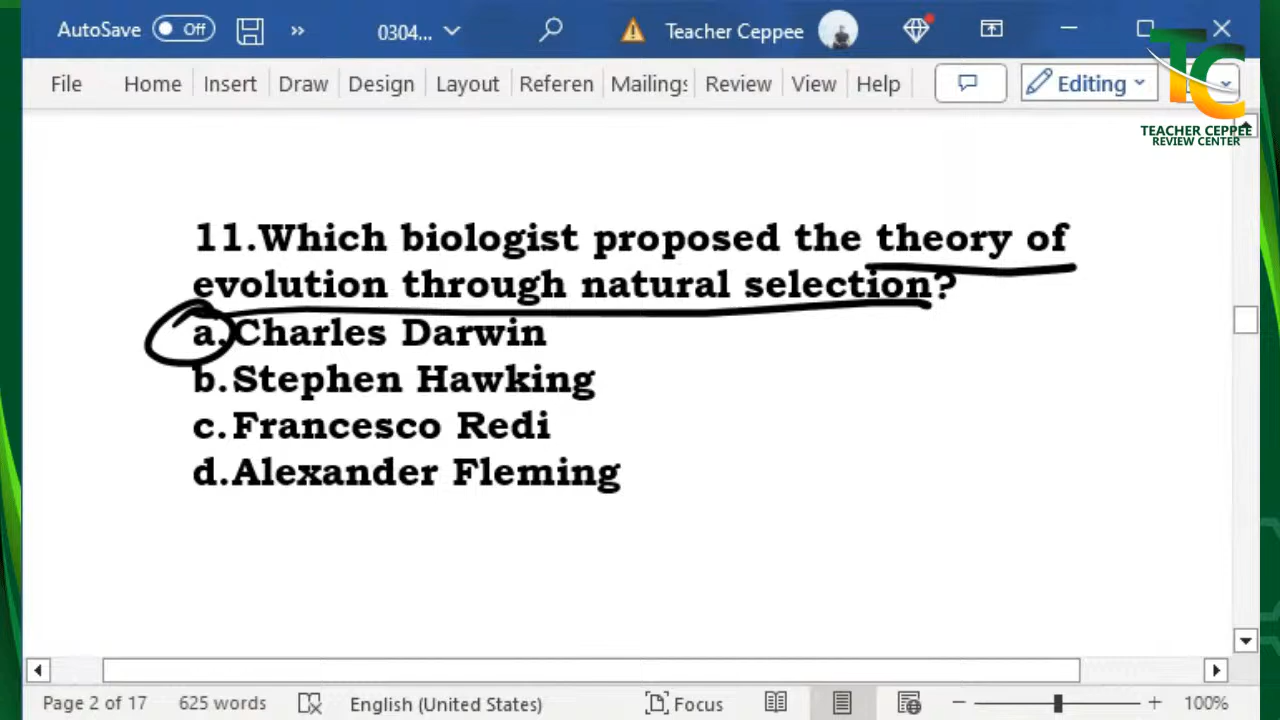 AutoSave Off 0304... Teacher Ceppee
File Home Insert Draw Design Layout Referen Mailings Review View Help Editing
TC
TEACHER CEPPEE
REVIEW CENTER
11.Which biologist proposed the theory of
evolution through natural selection?
a.Charles Darwin
b.Stephen Hawking
c.Francesco Redi
d.Alexander Fleming
Page 2 of 17 625 words English (United States) Focus 100%